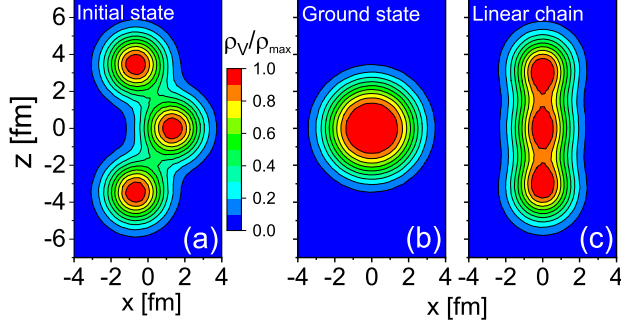 Initial state
Ground state
Linear chain
ρV/ρmax
1.0
0.8
0.6
0.4
0.2
0.0
z [fm]
6
4
2
0
-2
-4
-6
(a)
(b)
(c)
-4 -2 0 2 4
-4 -2 0 2 4
-4 -2 0 2 4
x [fm]
x [fm]